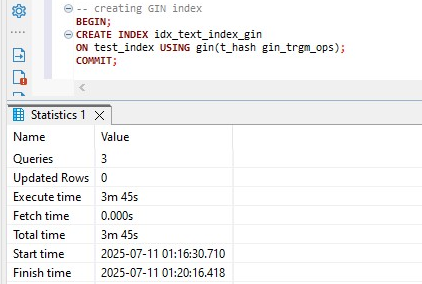 -- creating GIN index
BEGIN;
CREATE INDEX idx_text_index_gin
ON test_index USING gin(t_hash gin_trgm_ops);
COMMIT;
Statistics 1
Name Value
Queries 3
Updated Rows 0
Execute time 3m 45s
Fetch time 0.000s
Total time 3m 45s
Start time 2025-07-11 01:16:30.710
Finish time 2025-07-11 01:20:16.418